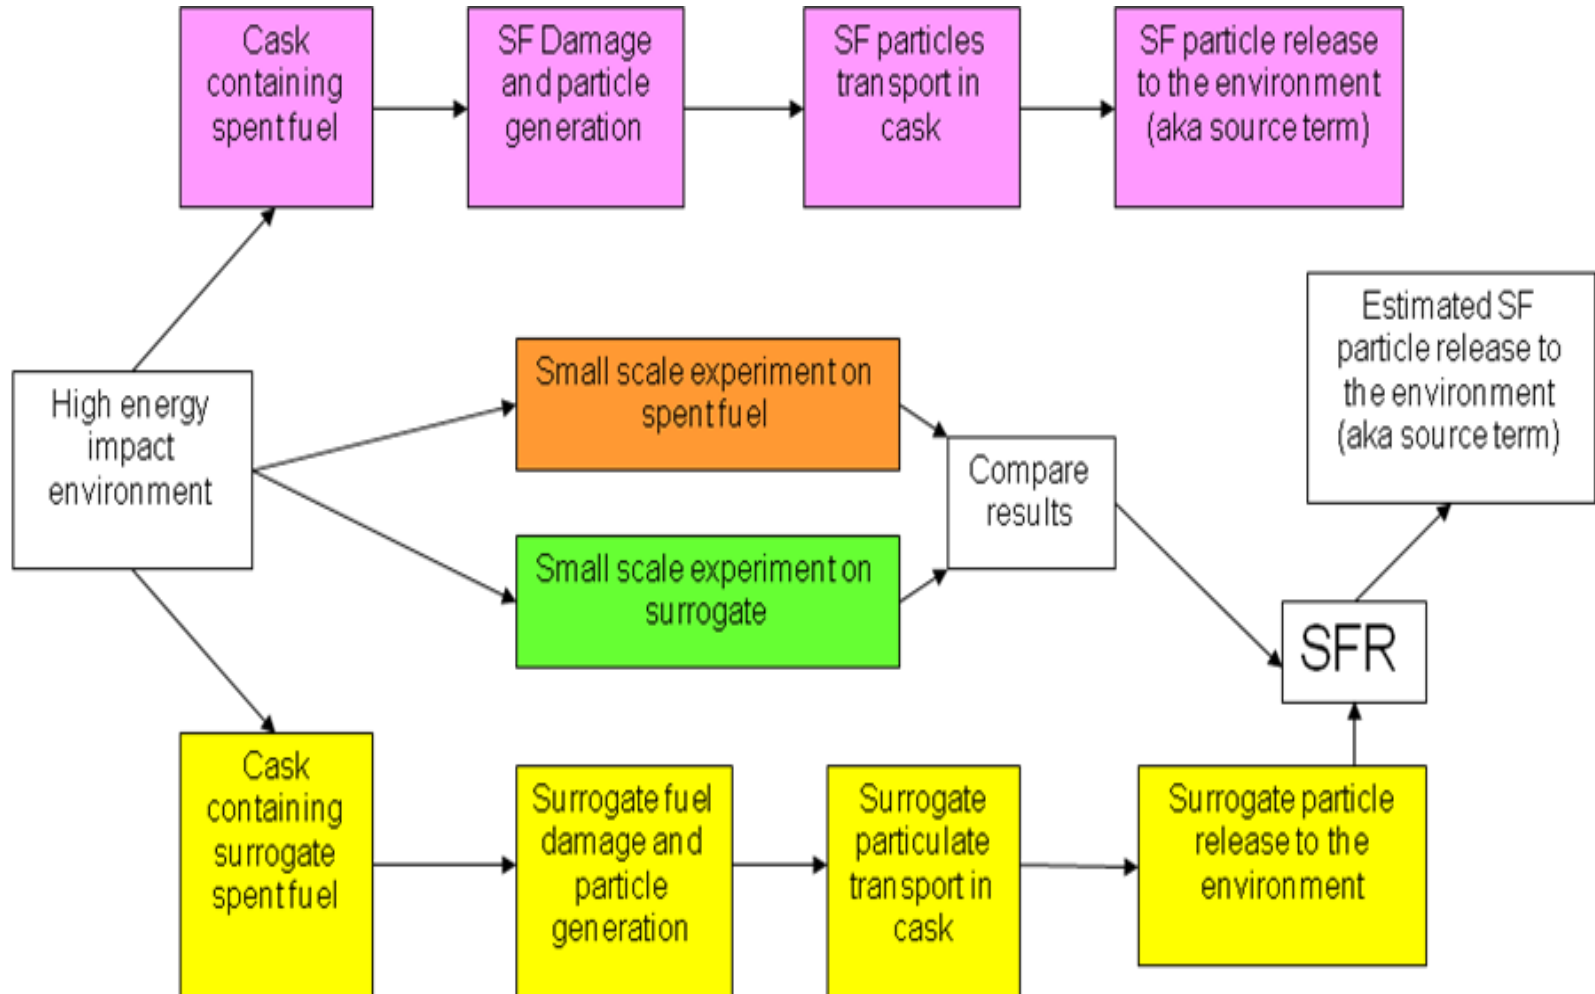 Cask
containing
spent fuel
SF Damage
and particle
generation
SF particles
transport in
cask
SF particle release
to the environment
(aka source term)
Estimated SF
particle release to
the environment
(aka source term)
High energy
impact
environment
Small scale experiment on
spent fuel
Compare
results
Small scale experiment on
surrogate
SFR
Cask
containing
surrogate
spent fuel
Surrogate fuel
damage and
particle
generation
Surrogate
particulate
transport in
cask
Surrogate particle
release to the
environment